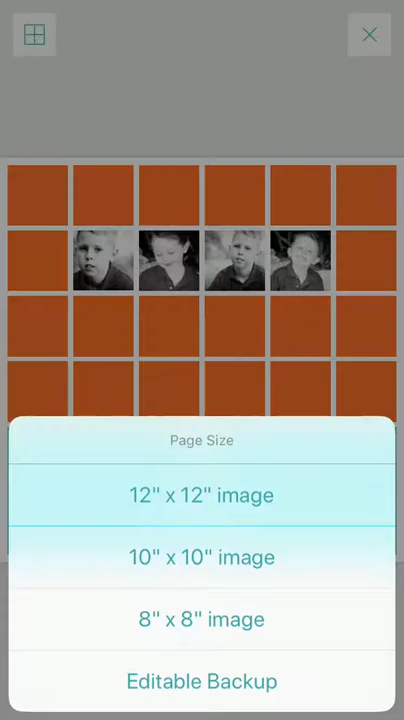 Page Size
12" x 12" image
10" x 10" image
8" x 8" image
Editable Backup